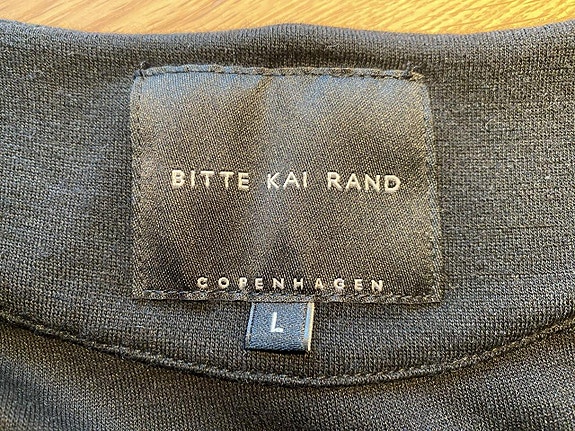 BITTE KAI RAND
COPENHAGEN
L